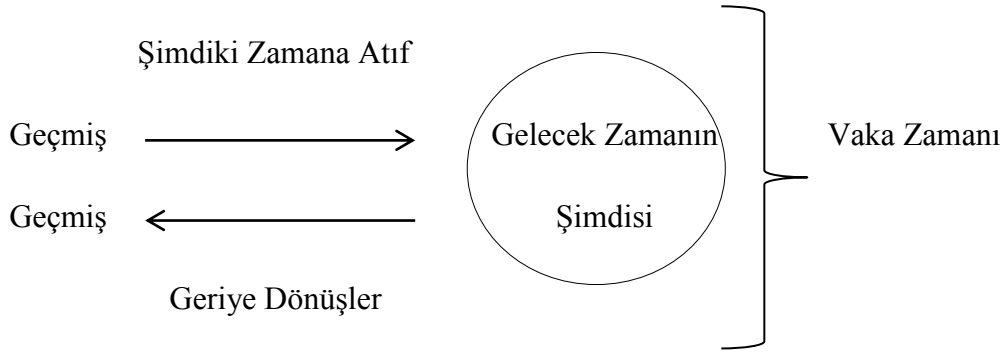 Şimdiki Zamana Atıf
Geçmiş
Gelecek Zamanın
Vaka Zamanı
Geçmiş
Şimdisi
Geriye Dönüşler